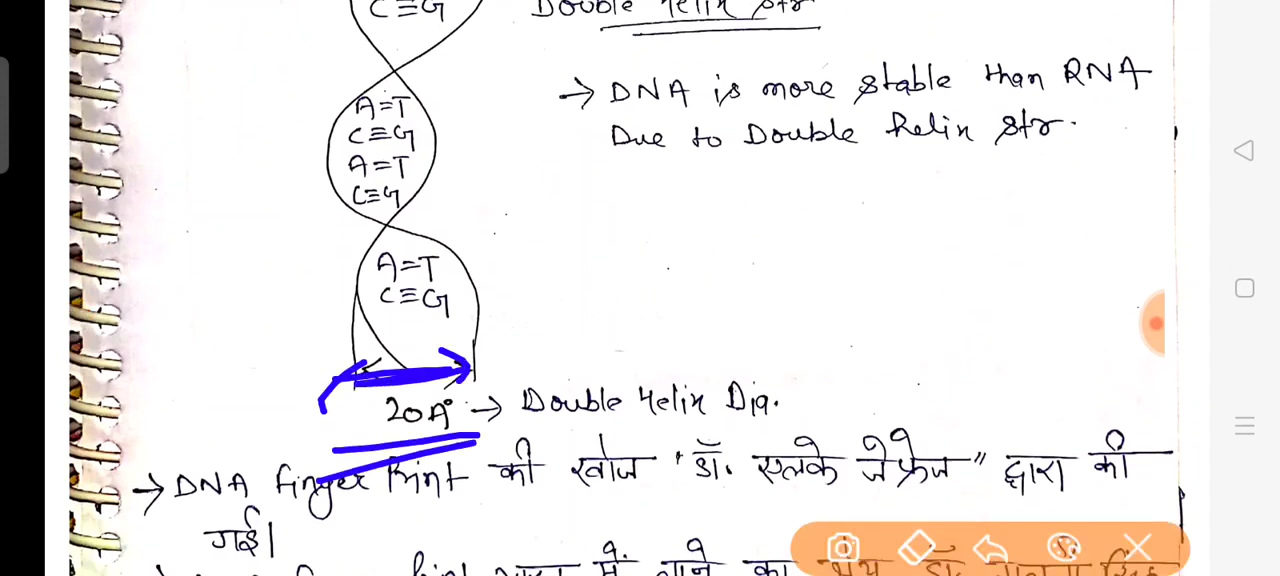 C≡G
Double Helix Str
→ DNA is more stable than RNA
Due to Double Helix Str.
A=T
C≡G
A=T
C≡G
A=T
C≡G
20A° → Double Helix Dia.
→ DNA finger Print की खोज "डॉ. एलके जेफ्रेज" द्वारा की
गई।
में लाने का श्रेय डॉ.